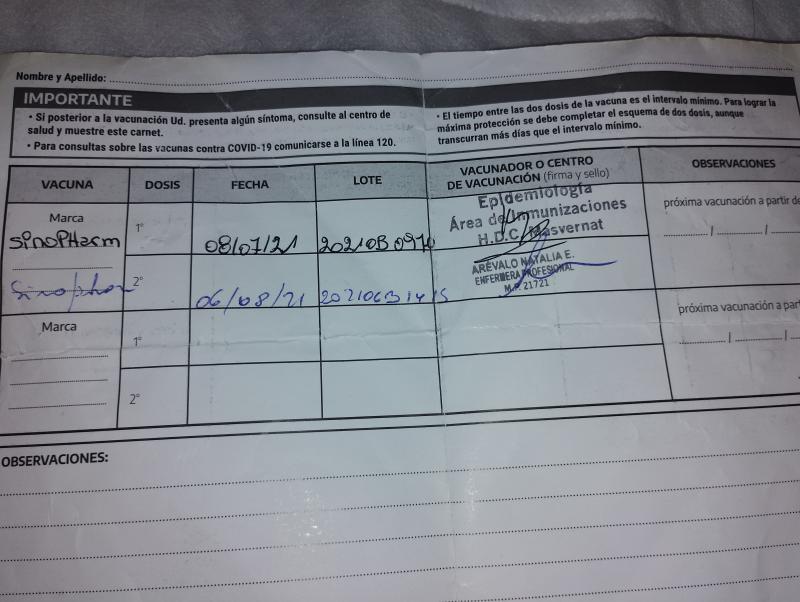 Nombre y Apellido:
IMPORTANTE
• Si posterior a la vacunación Ud. presenta algún síntoma, consulte al centro de
salud y muestre este carnet.
• Para consultas sobre las vacunas contra COVID-19 comunicarse a la línea 120.
• El tiempo entre las dos dosis de la vacuna es el intervalo mínimo. Para lograr la
máxima protección se debe completar el esquema de dos dosis, aunque
transcurran más días que el intervalo mínimo.
VACUNA DOSIS FECHA LOTE VACUNADOR O CENTRO
DE VACUNACIÓN (firma y sello) OBSERVACIONES
Marca
SinoPHarm 1° 08/07/21 202108 0970
Epidemiología
Área de Inmunizaciones
H.D.C. Masvernat
próxima vacunación a partir de
/ /
2° 06/08/21
ARÉVALO NATALIA E.
ENFERMERA PROFESIONAL
M.P. 21721
Marca 1°
próxima vacunación a part
/ /
2°
OBSERVACIONES: